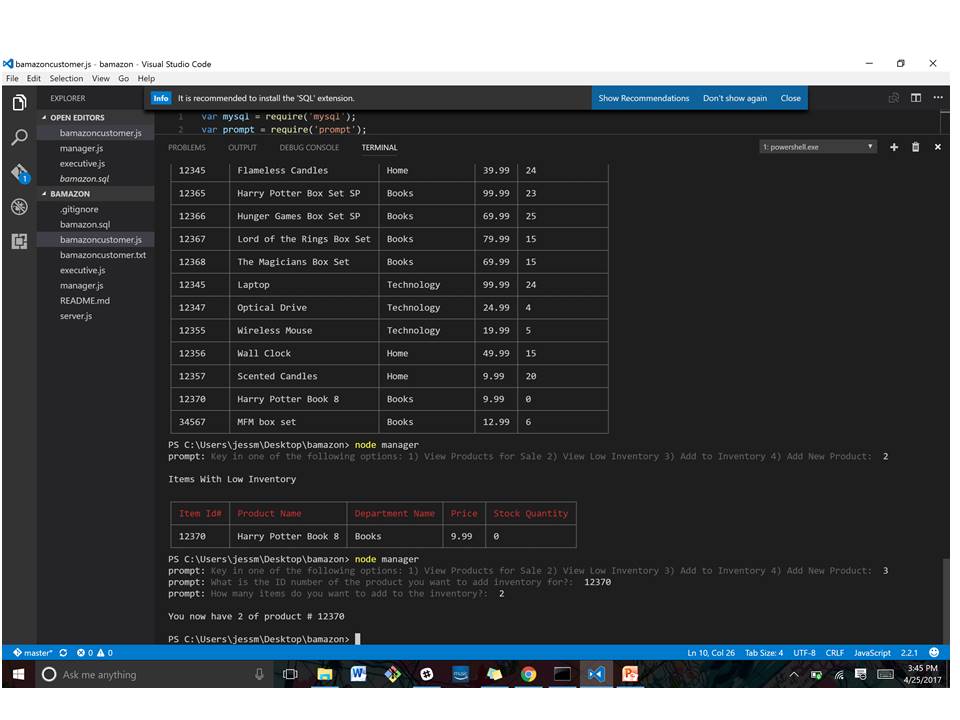 bamazoncustomer.js - bamazon - Visual Studio Code
File Edit Selection View Go Help
EXPLORER
Info It is recommended to install the 'SQL' extension. Show Recommendations Don't show again Close
OPEN EDITORS
bamazoncustomer.js
manager.js
executive.js
bamazon.sql
BAMAZON
.gitignore
bamazon.sql
bamazoncustomer.js
bamazoncustomer.txt
executive.js
manager.js
README.md
server.js
1 var mysql = require('mysql');
2 var prompt = require('prompt');
PROBLEMS OUTPUT DEBUG CONSOLE TERMINAL 1: powershell.exe
12345 Flameless Candles Home 39.99 24
12365 Harry Potter Box Set SP Books 99.99 23
12366 Hunger Games Box Set SP Books 69.99 25
12367 Lord of the Rings Box Set Books 79.99 15
12368 The Magicians Box Set Books 69.99 15
12345 Laptop Technology 99.99 24
12347 Optical Drive Technology 24.99 4
12355 Wireless Mouse Technology 19.99 5
12356 Wall Clock Home 49.99 15
12357 Scented Candles Home 9.99 20
12370 Harry Potter Book 8 Books 9.99 0
34567 MFM box set Books 12.99 6
PS C:\Users\jessm\Desktop\bamazon> node manager
prompt: Key in one of the following options: 1) View Products for Sale 2) View Low Inventory 3) Add to Inventory 4) Add New Product: 2
Items With Low Inventory
Item Id# Product Name Department Name Price Stock Quantity
12370 Harry Potter Book 8 Books 9.99 0
PS C:\Users\jessm\Desktop\bamazon> node manager
prompt: Key in one of the following options: 1) View Products for Sale 2) View Low Inventory 3) Add to Inventory 4) Add New Product: 3
prompt: What is the ID number of the product you want to add inventory for?: 12370
prompt: How many items do you want to add to the inventory?: 2
You now have 2 of product # 12370
PS C:\Users\jessm\Desktop\bamazon>
1
master* 0 0 Ln 10, Col 26 Tab Size: 4 UTF-8 CRLF JavaScript 2.2.1
Ask me anything
3:45 PM
4/25/2017